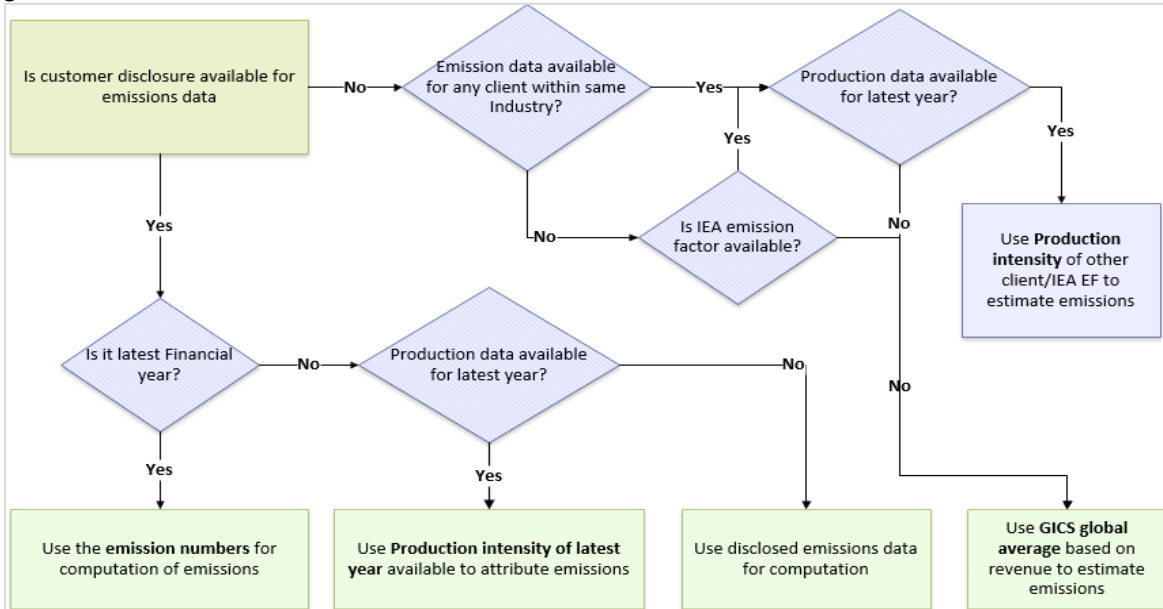 Is customer disclosure available for
emissions data
No
Emission data available
for any client within same
Industry?
Yes
Production data available
for latest year?
Yes
Yes
Yes
No
Is IEA emission
factor available?
No
Use Production
intensity of other
client/IEA EF to
estimate emissions
Is it latest Financial
year?
No
Production data available
for latest year?
No
No
Yes
Yes
Use the emission numbers for
computation of emissions
Use Production intensity of latest
year available to attribute emissions
Use disclosed emissions data
for computation
Use GICS global
average based on
revenue to estimate
emissions